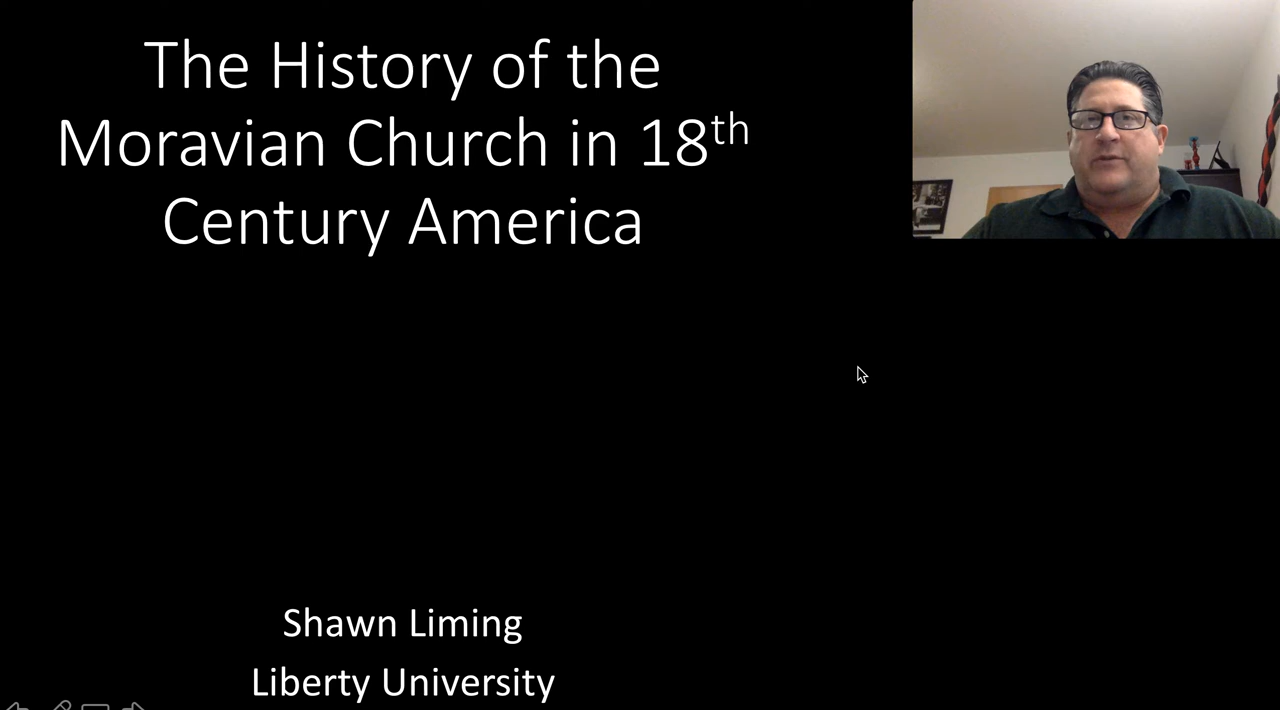 The History of the
Moravian Church in 18th
Century America
Shawn Liming
Liberty University